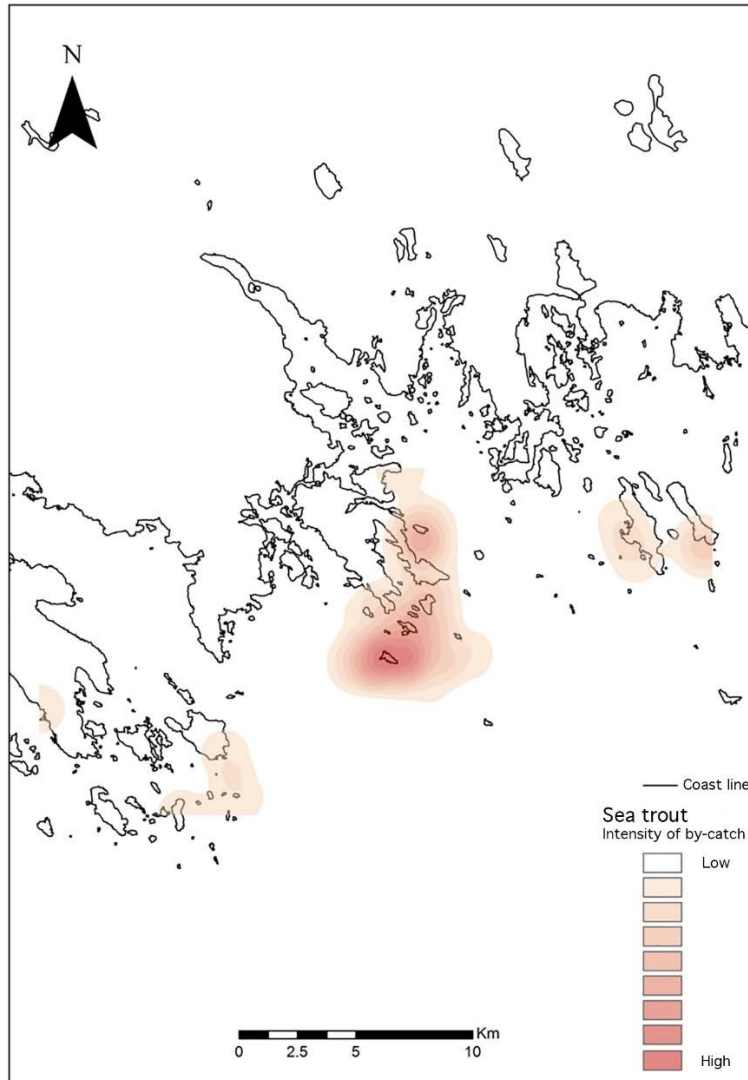 N
Coast line
Sea trout
Intensity of by-catch
Low
High
Km
0 2.5 5 10